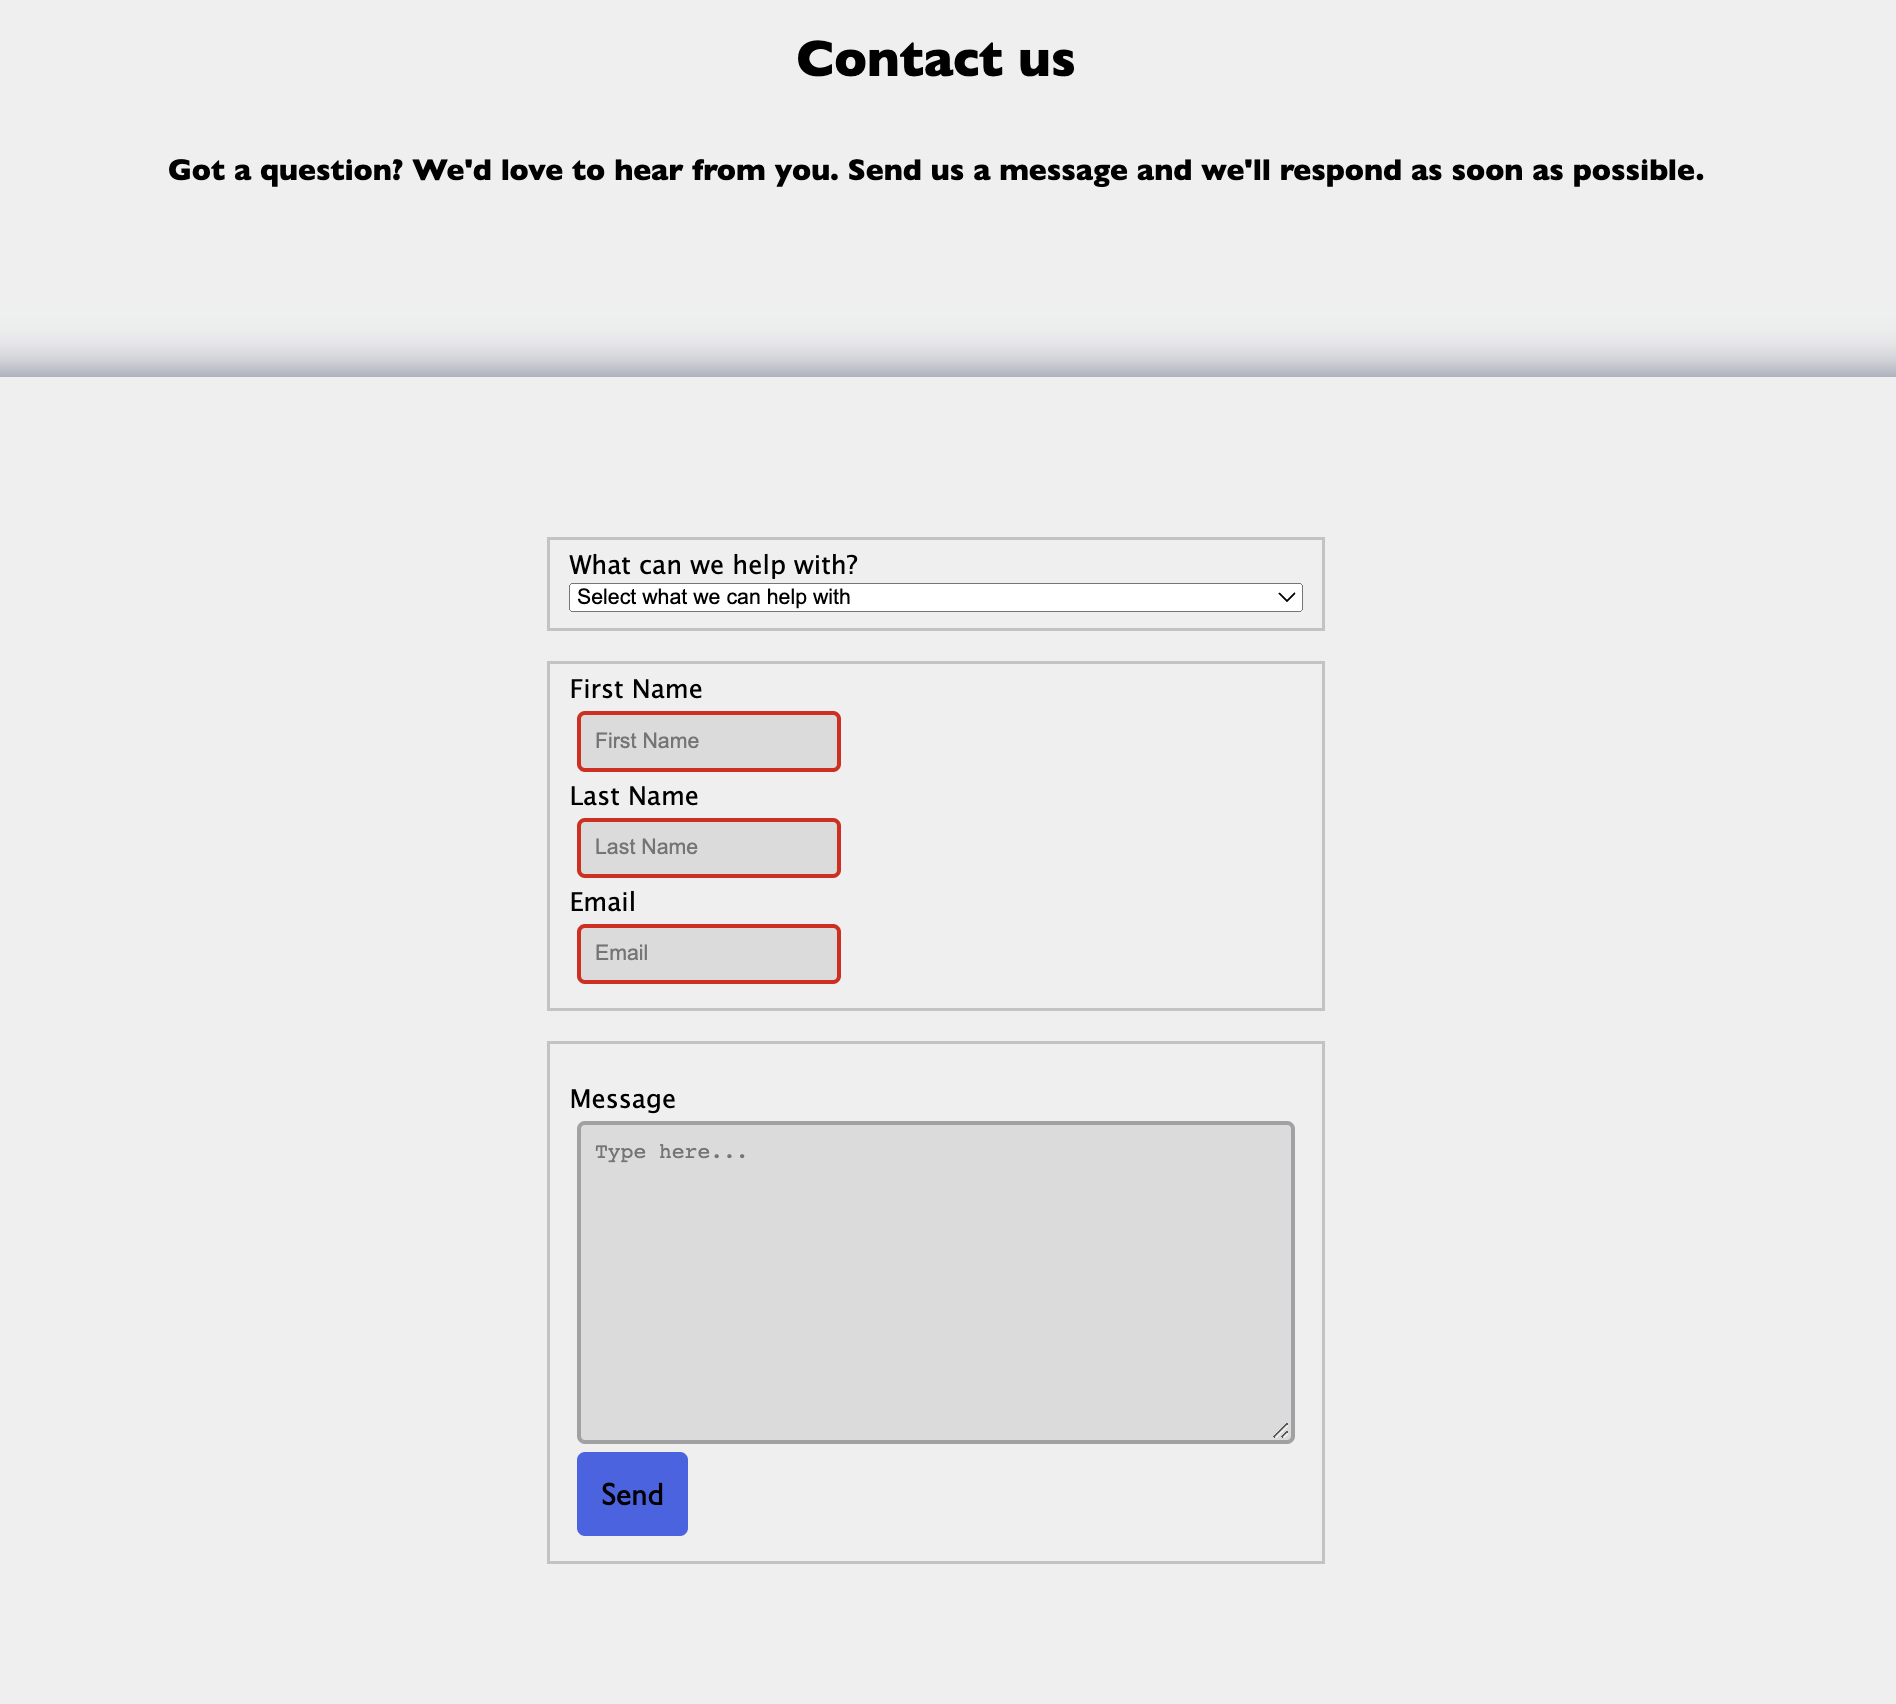 Contact us
Got a question? We'd love to hear from you. Send us a message and we'll respond as soon as possible.
What can we help with?
Select what we can help with
First Name
First Name
Last Name
Last Name
Email
Email
Message
Type here...
Send